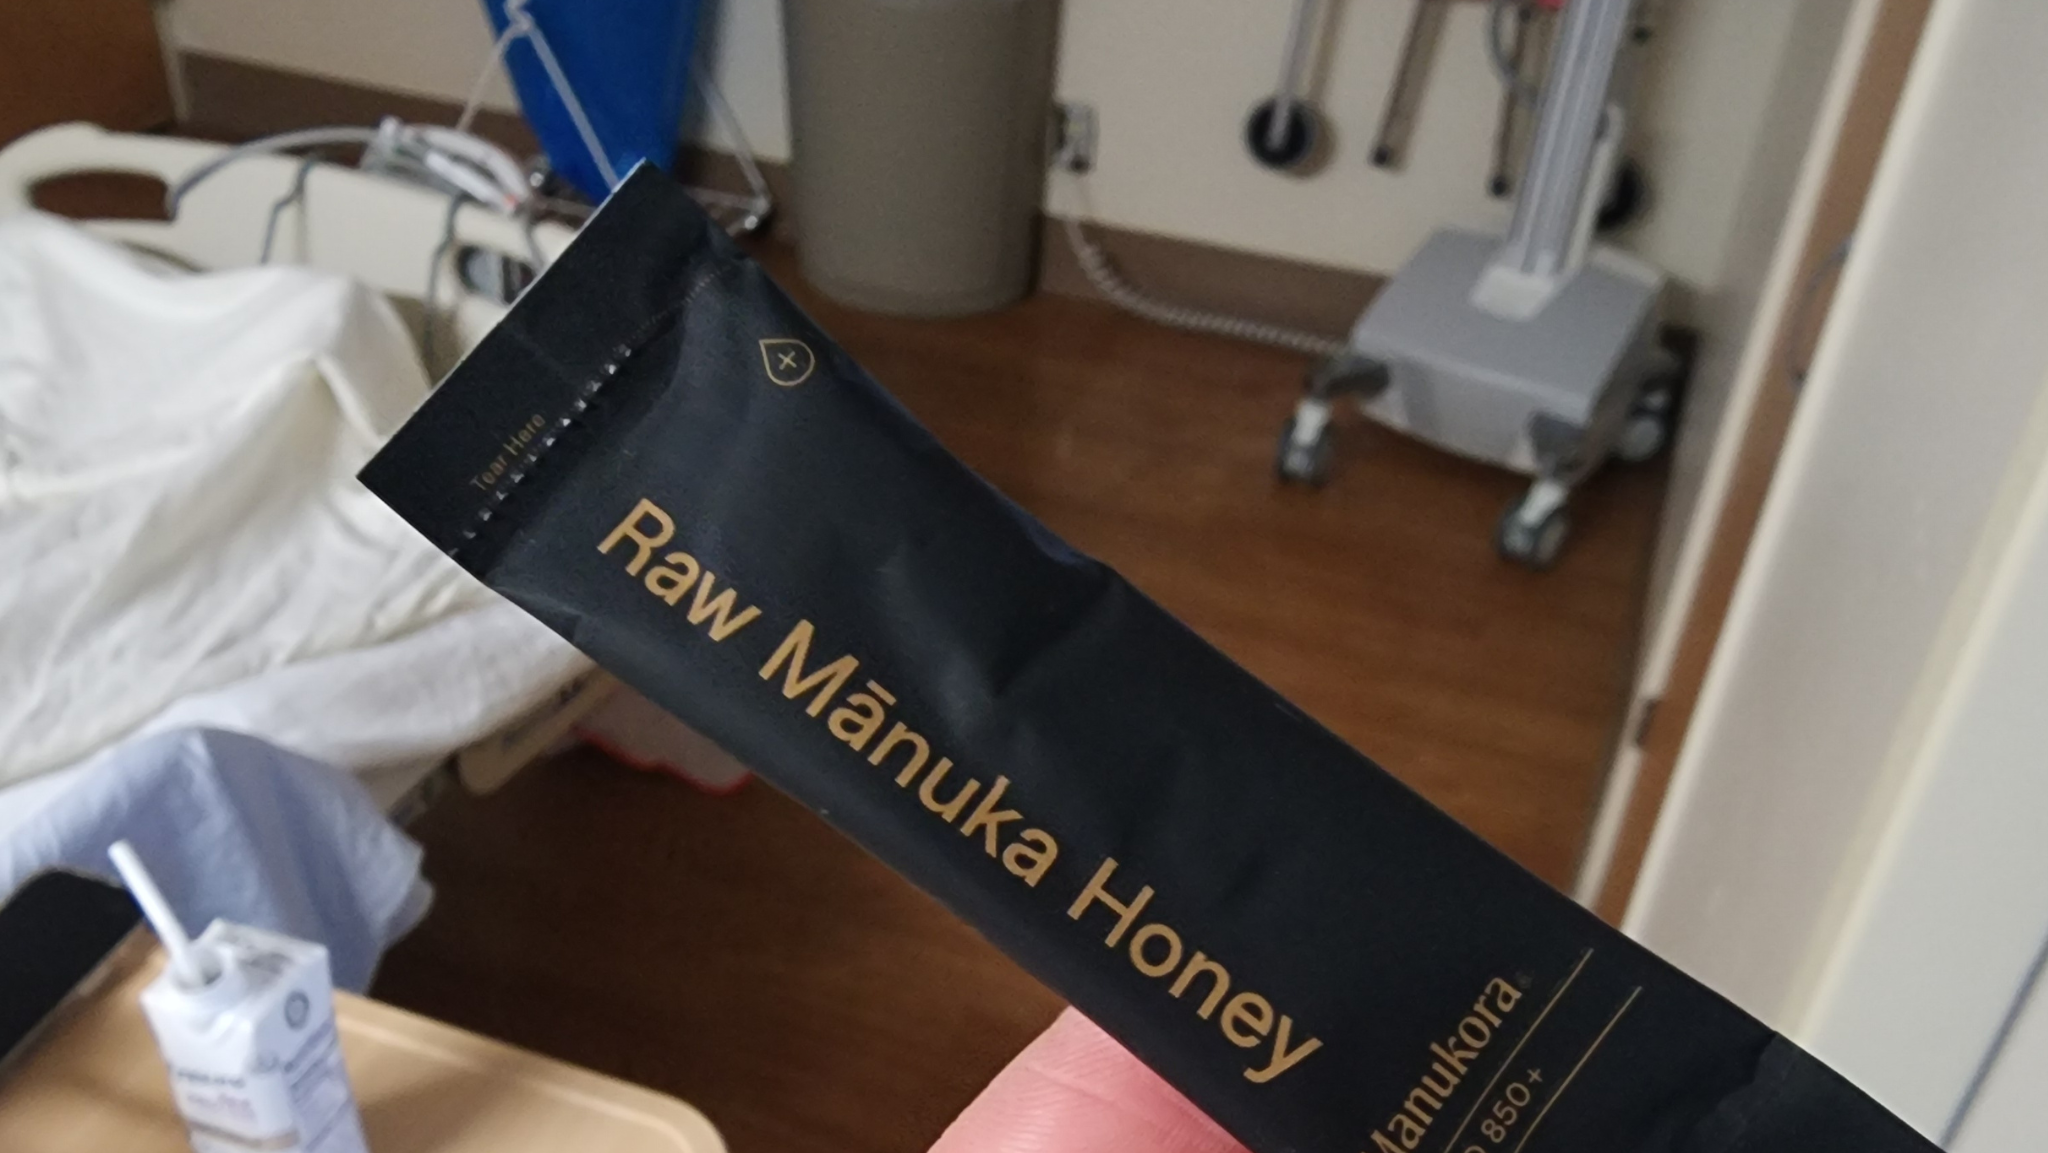 Tear Here
Raw Mānuka Honey
Manukora
850+